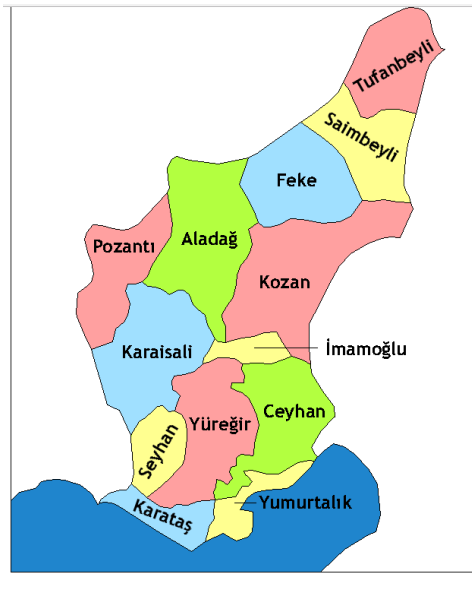 Tufanbeyli
Saimbeyli
Feke
Aladağ
Pozantı
Kozan
Karaisali
İmamoğlu
Ceyhan
Yüreğir
Seyhan
Yumurtalık
Karataş